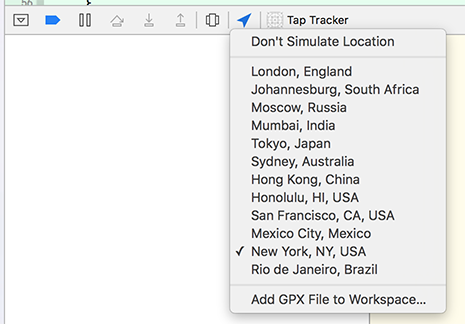 56
Tap Tracker
Don't Simulate Location
London, England
Johannesburg, South Africa
Moscow, Russia
Mumbai, India
Tokyo, Japan
Sydney, Australia
Hong Kong, China
Honolulu, HI, USA
San Francisco, CA, USA
Mexico City, Mexico
✓ New York, NY, USA
Rio de Janeiro, Brazil
Add GPX File to Workspace...